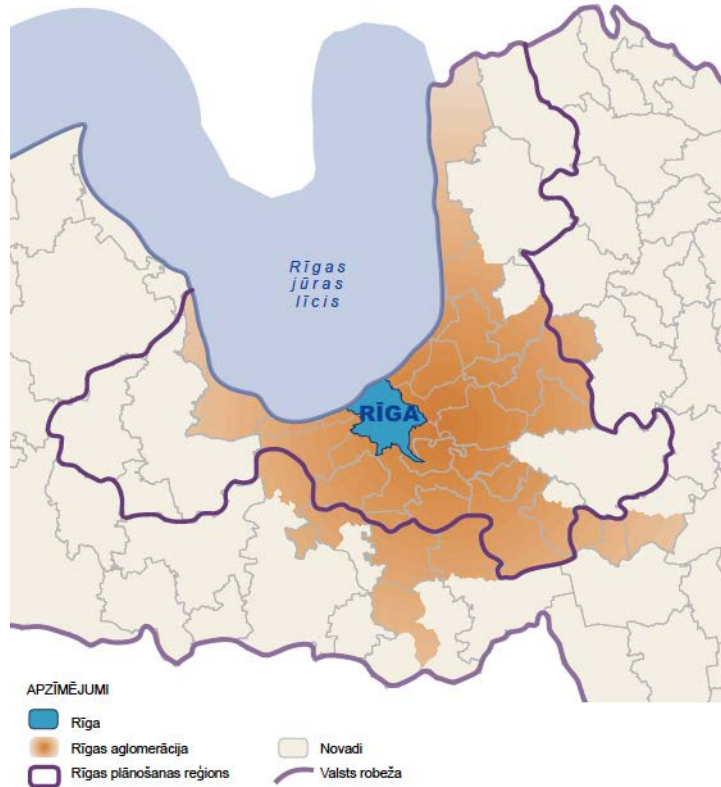 Rīgas
jūras
līcis
RĪGA
APZĪMĒJUMI
Rīga
Rīgas aglomerācija
Novadi
Rīgas plānošanas reģions
Valsts robeža